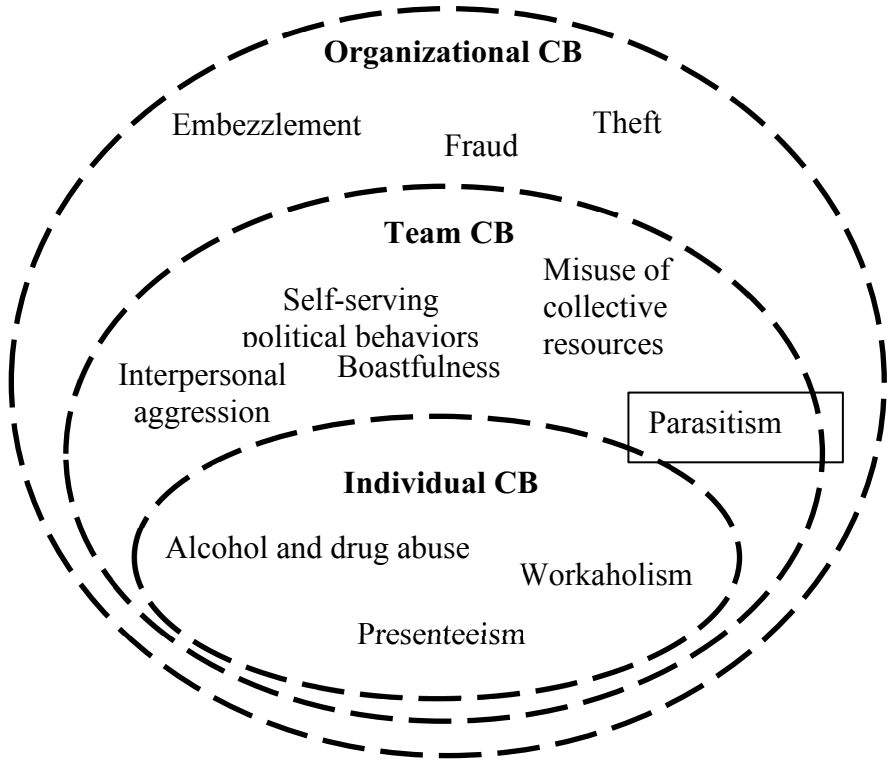 Organizational CB
Embezzlement
Fraud
Theft
Team CB
Misuse of
collective
resources
Self-serving
political behaviors
Boastfulness
Interpersonal
aggression
Parasitism
Individual CB
Alcohol and drug abuse
Workaholism
Presenteeism